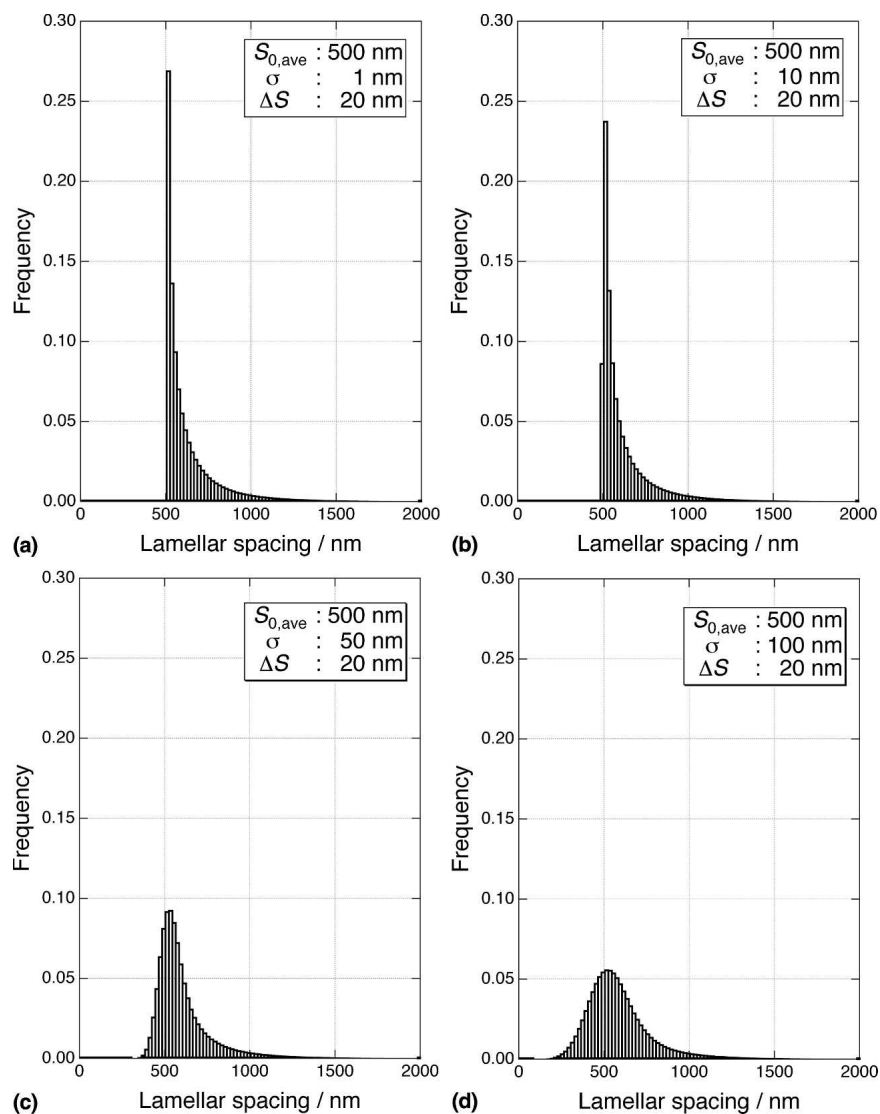 0.30
0.25
0.20
0.15
0.10
0.05
0.00
Frequency
S0,ave : 500 nm
σ : 1 nm
ΔS : 20 nm
0 500 1000 1500 2000
(a) Lamellar spacing / nm
0.30
0.25
0.20
0.15
0.10
0.05
0.00
Frequency
S0,ave : 500 nm
σ : 10 nm
ΔS : 20 nm
0 500 1000 1500 2000
(b) Lamellar spacing / nm
0.30
0.25
0.20
0.15
0.10
0.05
0.00
Frequency
S0,ave : 500 nm
σ : 50 nm
ΔS : 20 nm
0 500 1000 1500 2000
(c) Lamellar spacing / nm
0.30
0.25
0.20
0.15
0.10
0.05
0.00
Frequency
S0,ave : 500 nm
σ : 100 nm
ΔS : 20 nm
0 500 1000 1500 2000
(d) Lamellar spacing / nm